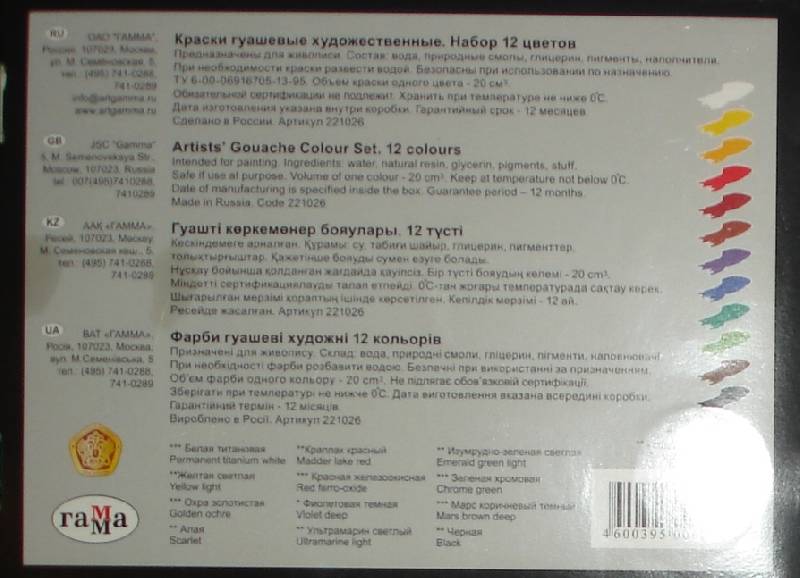 RU
ОАО "ГАММА",
Россия, 107023, Москва,
ул. М. Семёновская, 5
тел. (495) 741-0288,
741-0289
info@artgamma.ru
www.artgamma.ru
Краски гуашевые художественные. Набор 12 цветов
Предназначены для живописи. Состав: вода, природные смолы, глицерин, пигменты, наполнители.
При необходимости краски развести водой. Безопасны при использовании по назначению.
ТУ 6-00-06916705-13-95. Объем краски одного цвета - 20 см³.
Обязательной сертификации не подлежит. Хранить при температуре не ниже 0°C.
Дата изготовления указана внутри коробки. Гарантийный срок - 12 месяцев.
Сделано в России. Артикул 221026
GB
JSC "Gamma"
5, M. Semenovskaya Str.,
Moscow, 107023, Russia
tel. 007(495)7410288,
7410289
Artists' Gouache Colour Set. 12 colours
Intended for painting. Ingredients: water, natural resin, glycerin, pigments, stuff.
Safe if use at purpose. Volume of one colour - 20 cm³. Keep at temperature not below 0°C.
Date of manufacturing is specified inside the box. Guarantee period – 12 months.
Made in Russia. Code 221026
KZ
ААҚ «ГАММА»,
Ресей, 107023, Мәскеу,
М. Семёновская көш., 5,
тел. (495) 741-0288,
741-0289
Гуашті көркемөнер бояулары. 12 түсті
Кескіндемеге арналған. Құрамы: су, табиғи шайыр, глицерин, пигменттер,
толықтырғыштар. Қажетінше бояуды сумен езуге болады.
Нұсқау бойынша қолданған жағдайда қауіпсіз. Бір түсті бояудың көлемі - 20 cm³.
Міндетті сертификациялауды талап етпейді. 0°С-тан жоғары температурада сақтау керек.
Шығарылған мерзімі қораптың ішінде көрсетілген. Кепілдік мерзімі - 12 ай.
Ресейде жасалған. Артикул 221026
UA
ВАТ «ГАММА»,
Росія, 107023, Москва,
вул. М.Семенівська, 5
тел. (495) 741-0288,
741-0289
Фарби гуашеві художні 12 кольорів
Призначені для живопису. Склад: вода, природні смоли, гліцерин, пігменти, наповнювачі.
При необхідності фарби розбавити водою. Безпечні при використанні за призначенням.
Об'єм фарби одного кольору - 20 cm³. Не підлягає обов'язковій сертифікації.
Зберігати при температурі не нижче 0°С. Дата виготовлення вказана всередині коробки.
Гарантійний термін - 12 місяців.
Вироблено в Росії. Артикул 221026
*** Белая титановая
Permanent titanium white
**Желтая светлая
Yellow light
*** Охра золотистая
Golden ochre
** Алая
Scarlet
*Краплак красный
Madder lake red
*** Красная железоокисная
Red ferro-oxide
* Фиолетовая темная
Violet deep
** Ультрамарин светлый
Ultramarine light
** Изумрудно-зеленая светлая
Emerald green light
*** Зеленая хромовая
Chrome green
*** Марс коричневый темный
Mars brown deep
** Черная
Black
гаММа
4 600395